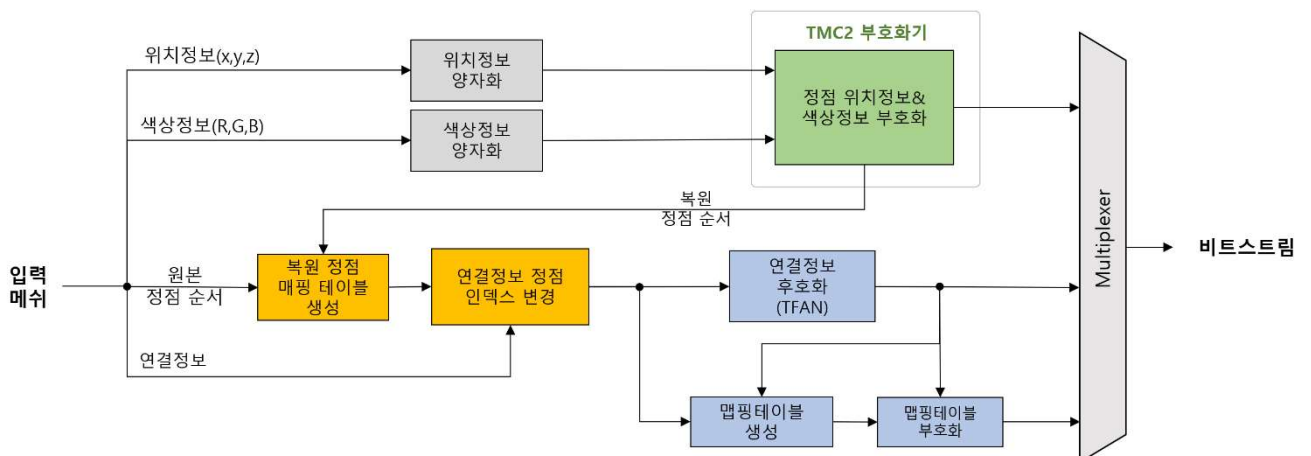 TMC2 부호화기
위치정보(x,y,z)
위치정보
양자화
정점 위치정보&
색상정보 부호화
색상정보(R,G,B)
색상정보
양자화
복원
정점 순서
Multiplexer
비트스트림
입력
메쉬
원본
정점 순서
복원 정점
매핑 테이블
생성
연결정보 정점
인덱스 변경
연결정보
후호화
(TFAN)
연결정보
맵핑테이블
생성
맵핑테이블
부호화